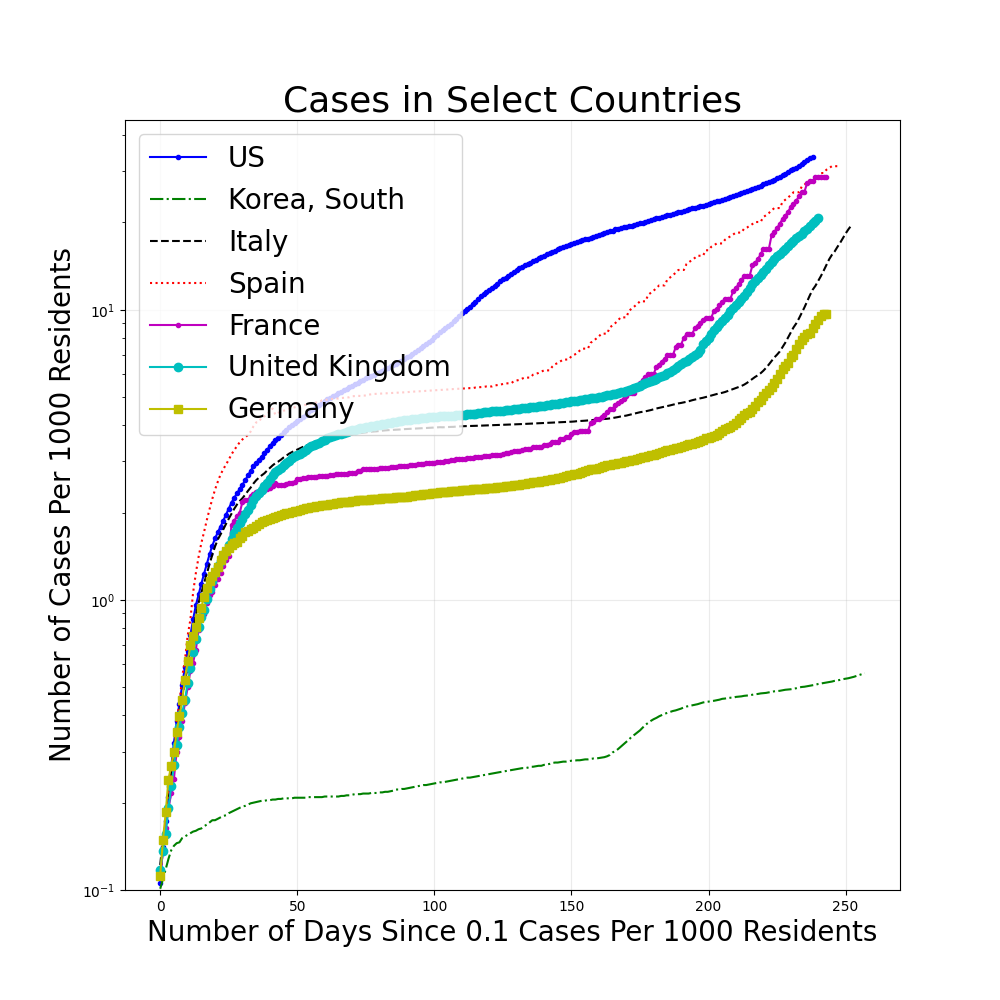 Cases in Select Countries
US
Korea, South
Italy
Spain
France
United Kingdom
Germany
Number of Cases Per 1000 Residents
10¹
10⁰
10⁻¹
0 50 100 150 200 250
Number of Days Since 0.1 Cases Per 1000 Residents